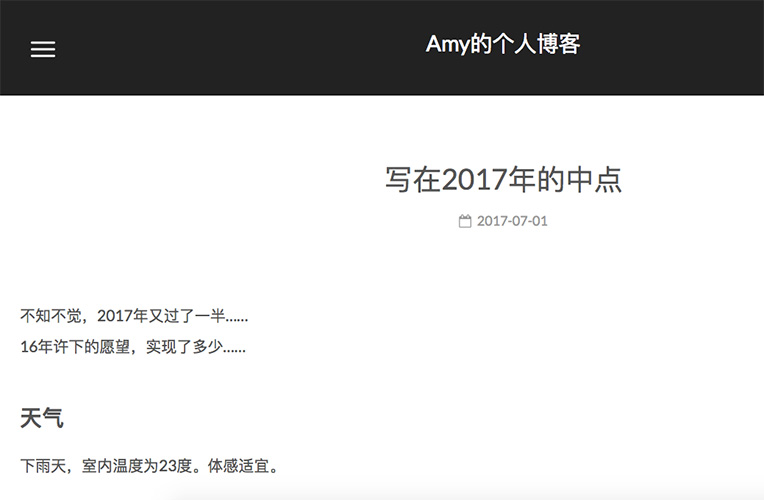 Amy的个人博客
写在2017年的中点
2017-07-01
不知不觉，2017年又过了一半……
16年许下的愿望，实现了多少……
天气
下雨天，室内温度为23度。体感适宜。